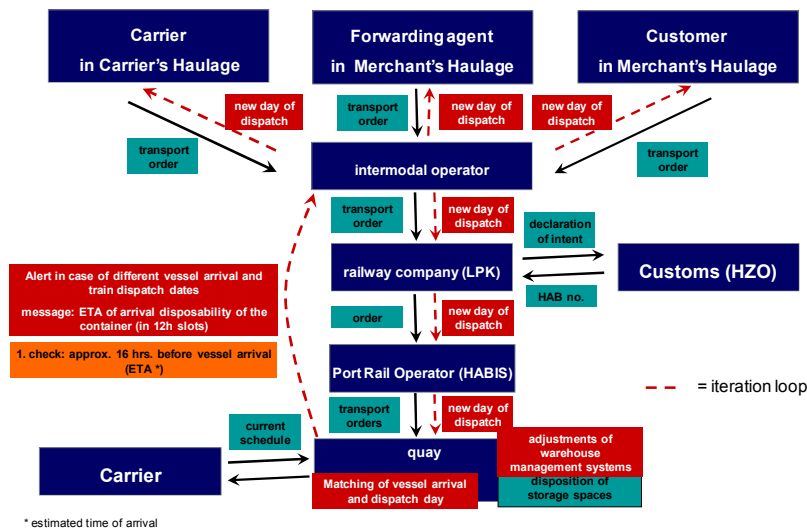 Carrier
in Carrier's Haulage
Forwarding agent
in Merchant's Haulage
Customer
in Merchant's Haulage
new day of
dispatch
transport
order
transport
order
new day of
dispatch
new day of
dispatch
transport
order
intermodal operator
transport
order
new day of
dispatch
declaration
of intent
railway company (LPK)
Customs (HZO)
HAB no.
Alert in case of different vessel arrival and
train dispatch dates
message: ETA of arrival disposability of the
container (in 12h slots)
1. check: approx. 16 hrs. before vessel arrival
(ETA *)
order
new day of
dispatch
Port Rail Operator (HABIS)
= iteration loop
transport
orders
new day of
dispatch
current
schedule
Carrier
quay
adjustments of
warehouse
management systems
disposition of
storage spaces
Matching of vessel arrival
and dispatch day
* estimated time of arrival